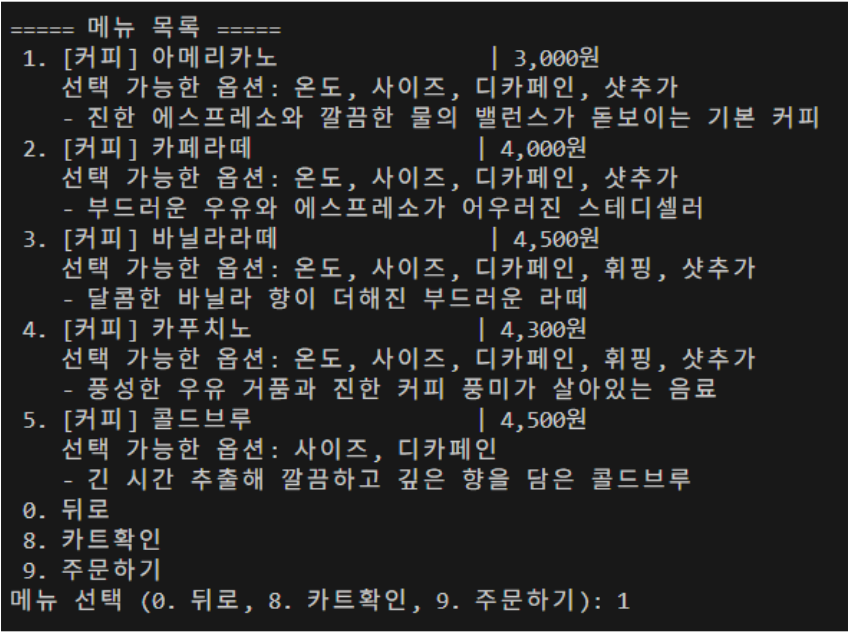 ===== 메뉴 목록 =====
1. [커피] 아메리카노 | 3,000원
선택 가능한 옵션: 온도, 사이즈, 디카페인, 샷추가
- 진한 에스프레소와 깔끔한 물의 밸런스가 돋보이는 기본 커피
2. [커피] 카페라떼 | 4,000원
선택 가능한 옵션: 온도, 사이즈, 디카페인, 샷추가
- 부드러운 우유와 에스프레소가 어우러진 스테디셀러
3. [커피] 바닐라라떼 | 4,500원
선택 가능한 옵션: 온도, 사이즈, 디카페인, 휘핑, 샷추가
- 달콤한 바닐라 향이 더해진 부드러운 라떼
4. [커피] 카푸치노 | 4,300원
선택 가능한 옵션: 온도, 사이즈, 디카페인, 휘핑, 샷추가
- 풍성한 우유 거품과 진한 커피 풍미가 살아있는 음료
5. [커피] 콜드브루 | 4,500원
선택 가능한 옵션: 사이즈, 디카페인
- 긴 시간 추출해 깔끔하고 깊은 향을 담은 콜드브루
0. 뒤로
8. 카트확인
9. 주문하기
메뉴 선택 (0. 뒤로, 8. 카트확인, 9. 주문하기): 1